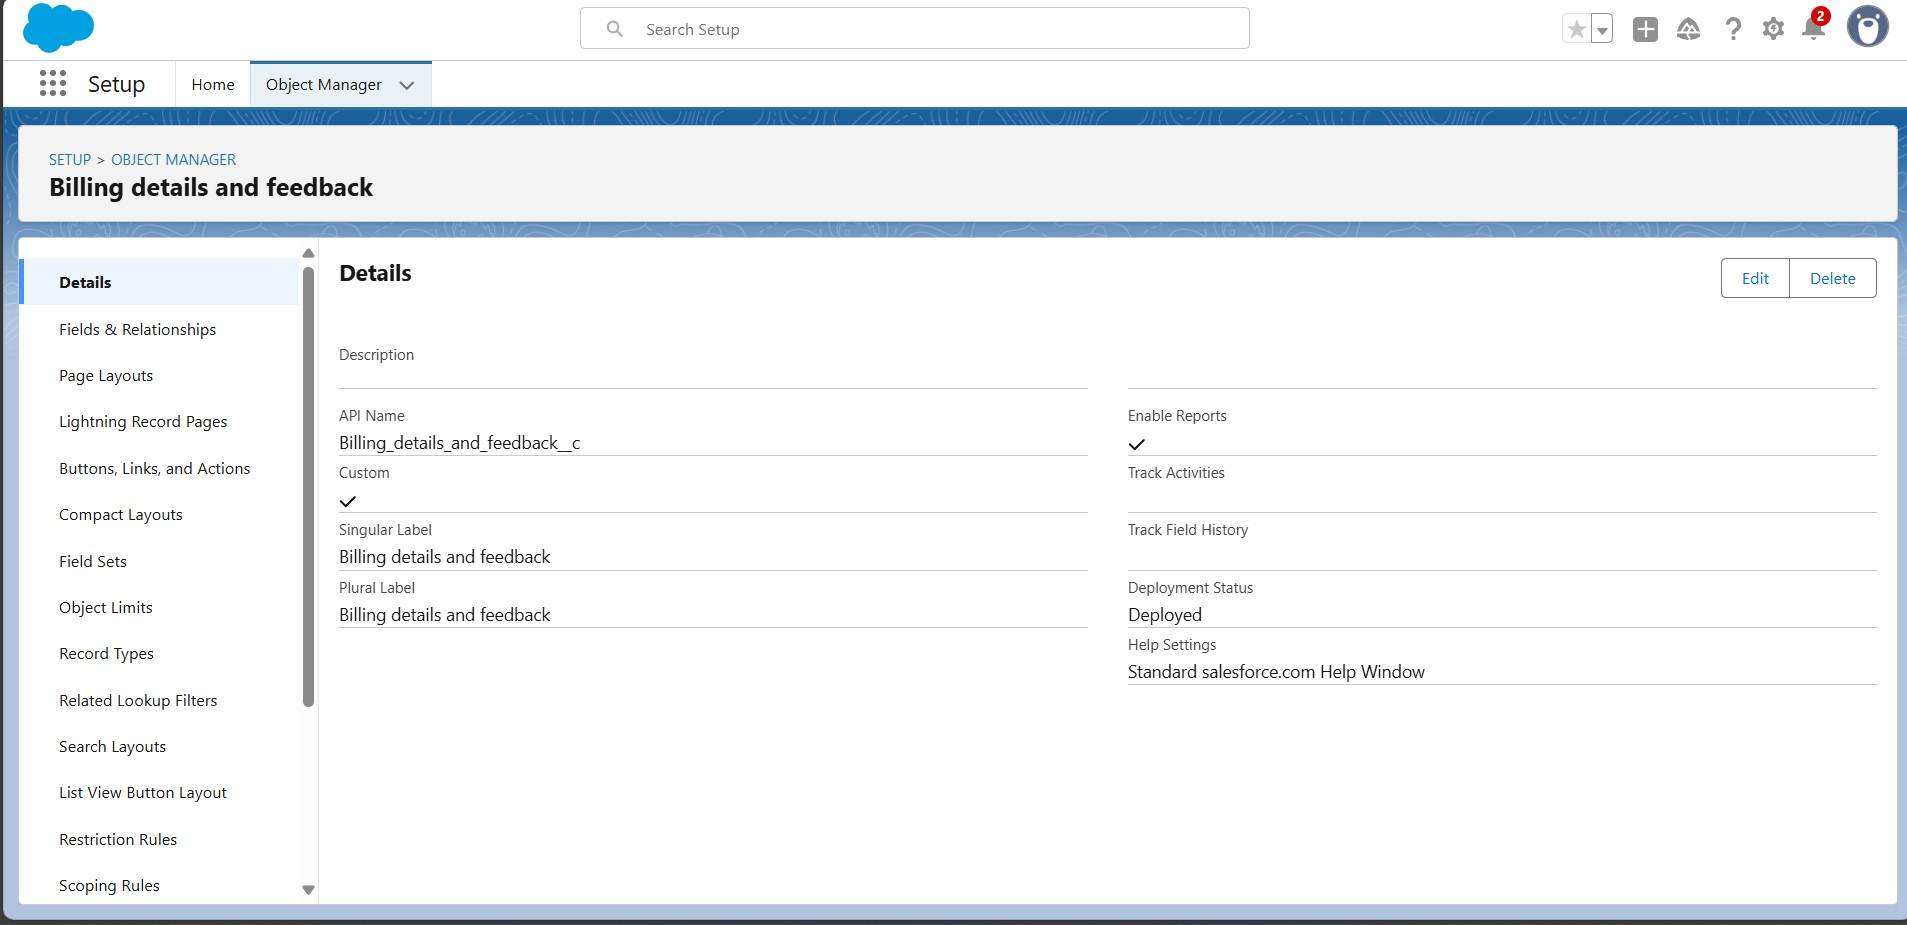 Search Setup
2
Setup
Home
Object Manager
SETUP > OBJECT MANAGER
Billing details and feedback
Details
Fields & Relationships
Page Layouts
Lightning Record Pages
Buttons, Links, and Actions
Compact Layouts
Field Sets
Object Limits
Record Types
Related Lookup Filters
Search Layouts
List View Button Layout
Restriction Rules
Scoping Rules
Details
Edit
Delete
Description
API Name
Billing_details_and_feedback__c
Custom
Singular Label
Billing details and feedback
Plural Label
Billing details and feedback
Enable Reports
Track Activities
Track Field History
Deployment Status
Deployed
Help Settings
Standard salesforce.com Help Window